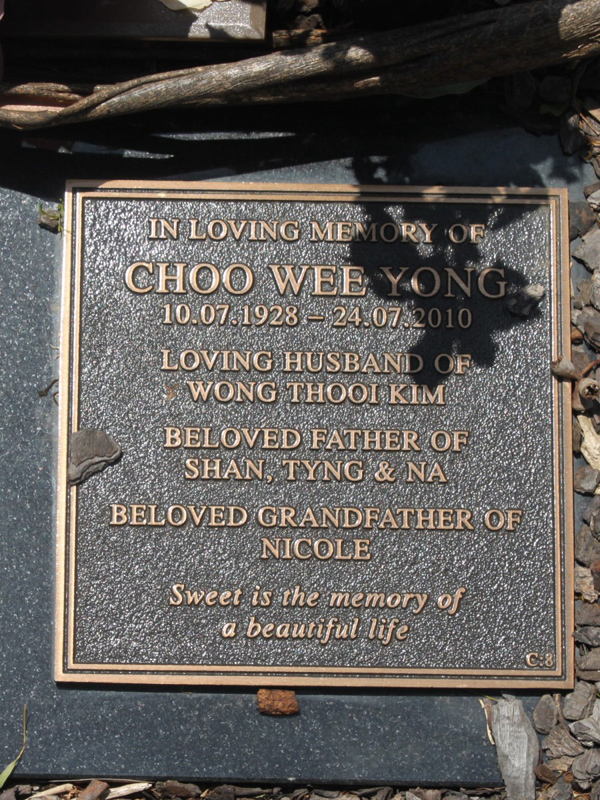 IN LOVING MEMORY OF
CHOO WEE YONG
10.07.1928 – 24.07.2010
LOVING HUSBAND OF
WONG THOOI KIM
BELOVED FATHER OF
SHAN, TYNG & NA
BELOVED GRANDFATHER OF
NICOLE
Sweet is the memory of
a beautiful life
C:8